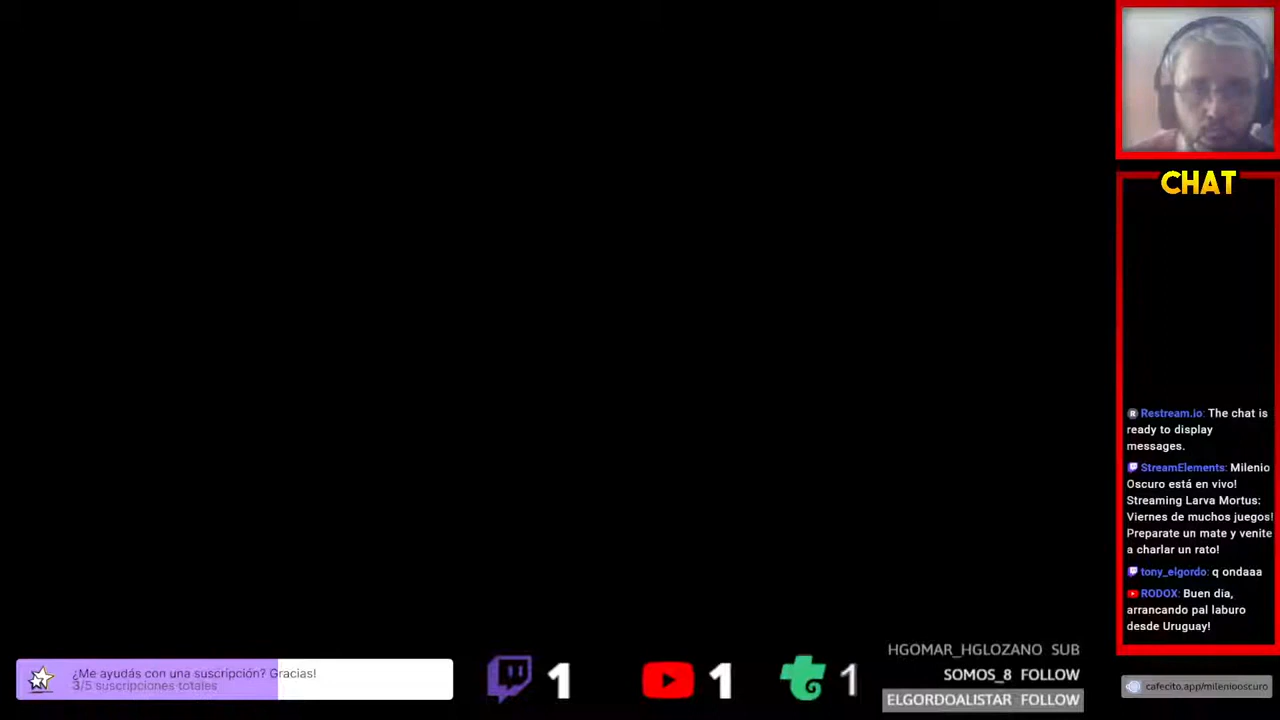 CHAT
Restream.io: The chat is
ready to display
messages.
StreamElements: Milenio
Oscuro está en vivo!
Streaming Larva Mortus:
Viernes de muchos juegos!
Preparate un mate y venite
a charlar un rato!
tony_elgordo: q ondaaa
RODOX: Buen dia,
arrancando pal laburo
desde Uruguay!
¿Me ayudás con una suscripción? Gracias!
3/5 suscripciones totales
1
1
1
HGOMAR_HGLOZANO SUB
SOMOS_8 FOLLOW
ELGORDOALISTAR FOLLOW
cafecito.app/mileniooscuro